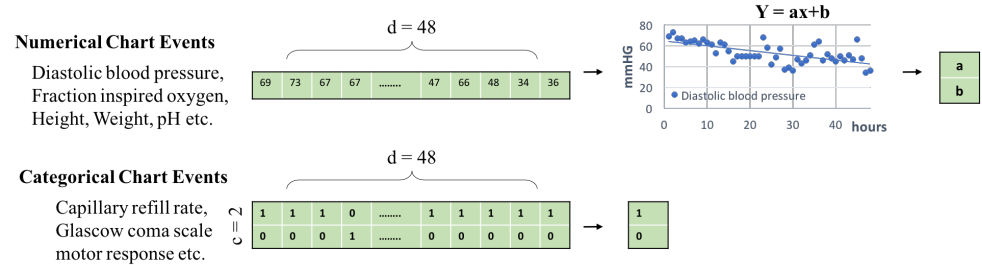 Numerical Chart Events
Diastolic blood pressure,
Fraction inspired oxygen,
Height, Weight, pH etc.
d = 48
69 73 67 67 ........ 47 66 48 34 36
Y = ax+b
mmHG
80
60
40
20
0
Diastolic blood pressure
0 10 20 30 40 hours
a
b
Categorical Chart Events
Capillary refill rate,
Glascow coma scale
motor response etc.
d = 48
c = 2
1 1 1 0 ........ 1 1 1 1 1
0 0 0 1 ........ 0 0 0 0 0
1
0